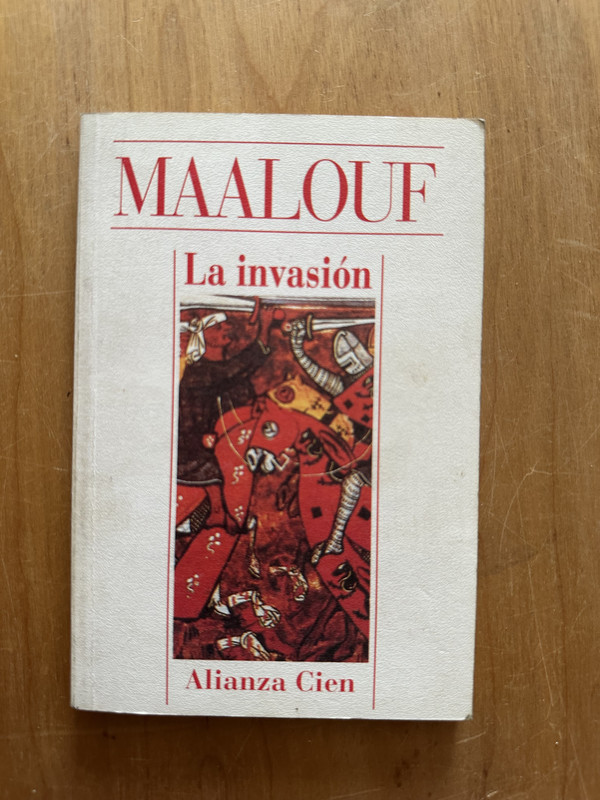 MAALOUF
La invasión
Alianza Cien